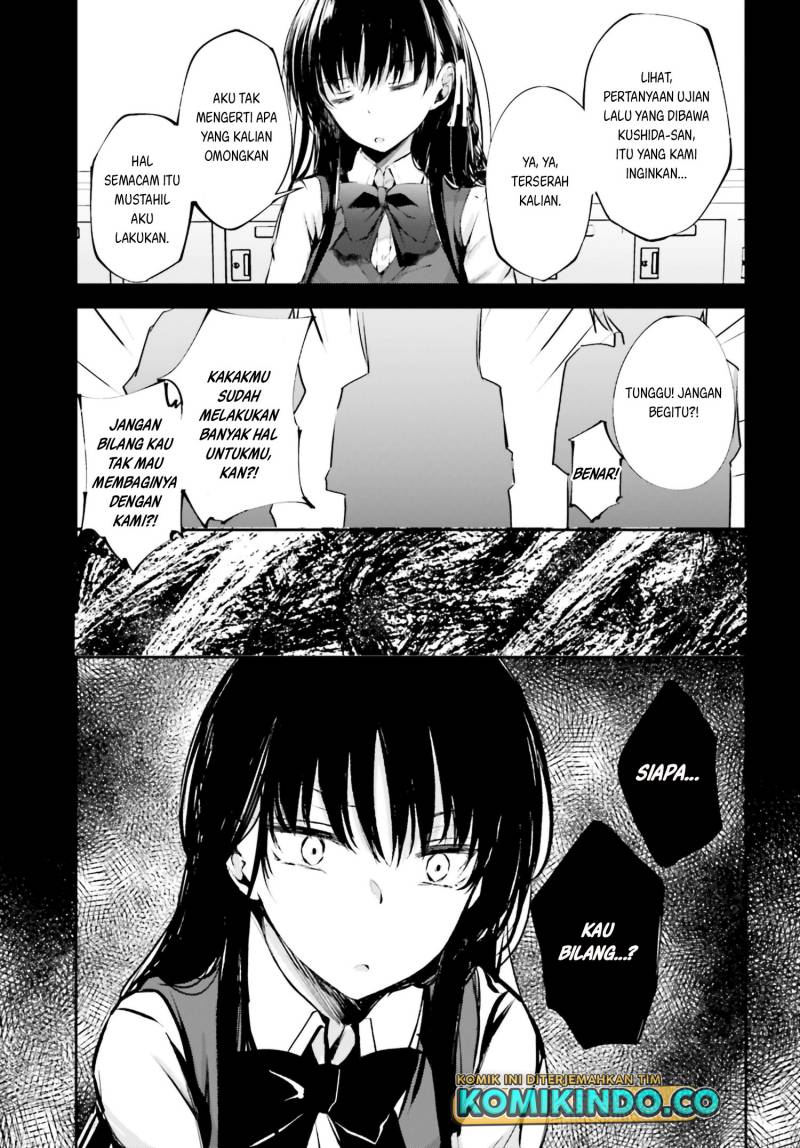 LIHAT,
PERTANYAAN UJIAN
LALU YANG DIBAWA
KUSHIDA-SAN,
ITU YANG KAMI
INGINKAN...
YA, YA,
TERSERAH
KALIAN.
AKU TAK
MENGERTI APA
YANG KALIAN
OMONGKAN
HAL
SEMACAM ITU
MUSTAHIL
AKU
LAKUKAN.
TUNGGU! JANGAN
BEGITU?!
BENAR!
KAKAKMU
SUDAH
MELAKUKAN
BANYAK HAL
UNTUKMU,
KAN?!
JANGAN
BILANG KAU
TAK MAU
MEMBAGINYA
DENGAN
KAMI?!
SIAPA...
KAU
BILANG...?
KOMIK INI DITERJEMAHKAN TIM
KOMIKINDO.CO